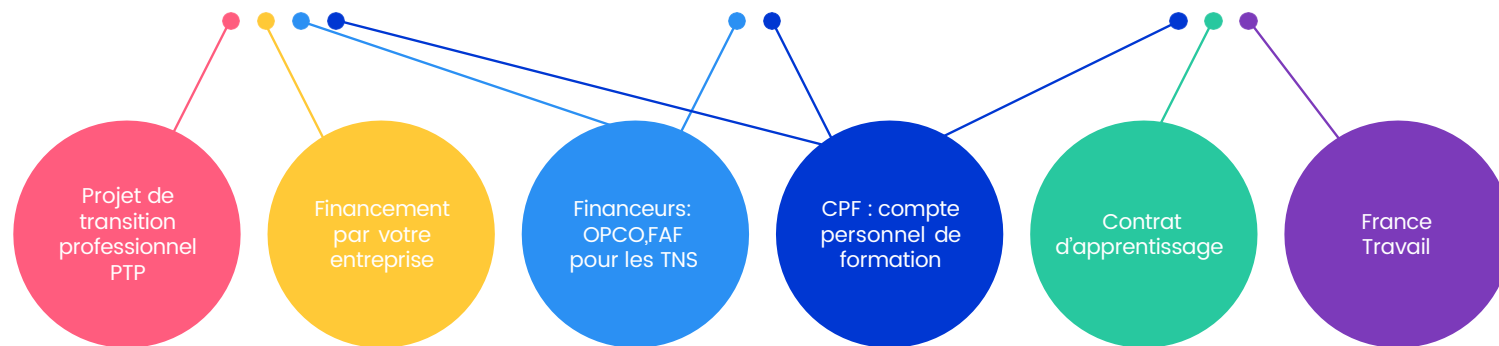 Projet de
transition
professionnel
PTP
Financement
par votre
entreprise
Financeurs:
OPCO,FAF
pour les TNS
CPF : compte
personnel de
formation
Contrat
d’apprentissage
France
Travail